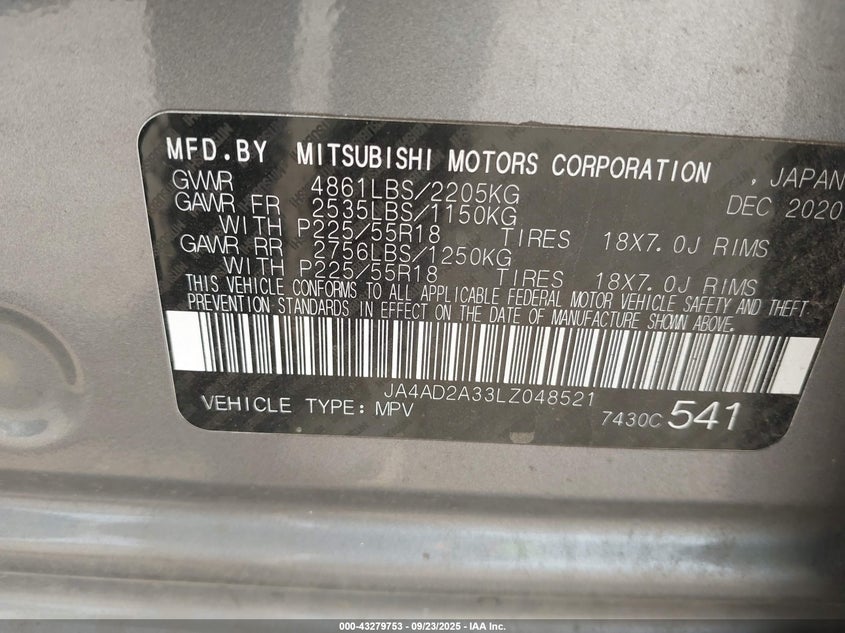 MFD.BY MITSUBISHI MOTORS CORPORATION , JAPAN
GVWR 4861LBS/2205KG DEC 2020
GAWR FR 2535LBS/1150KG
WITH P225/55R18 TIRES 18X7.0J RIMS
GAWR RR 2756LBS/1250KG
WITH P225/55R18 TIRES 18X7.0J RIMS
THIS VEHICLE CONFORMS TO ALL APPLICABLE FEDERAL MOTOR VEHICLE SAFETY AND THEFT
PREVENTION STANDARDS IN EFFECT ON THE DATE OF MANUFACTURE SHOWN ABOVE.
JA4AD2A33LZ048521
VEHICLE TYPE: MPV 7430C 541
000-43279753 - 09/23/2025 - IAA Inc.